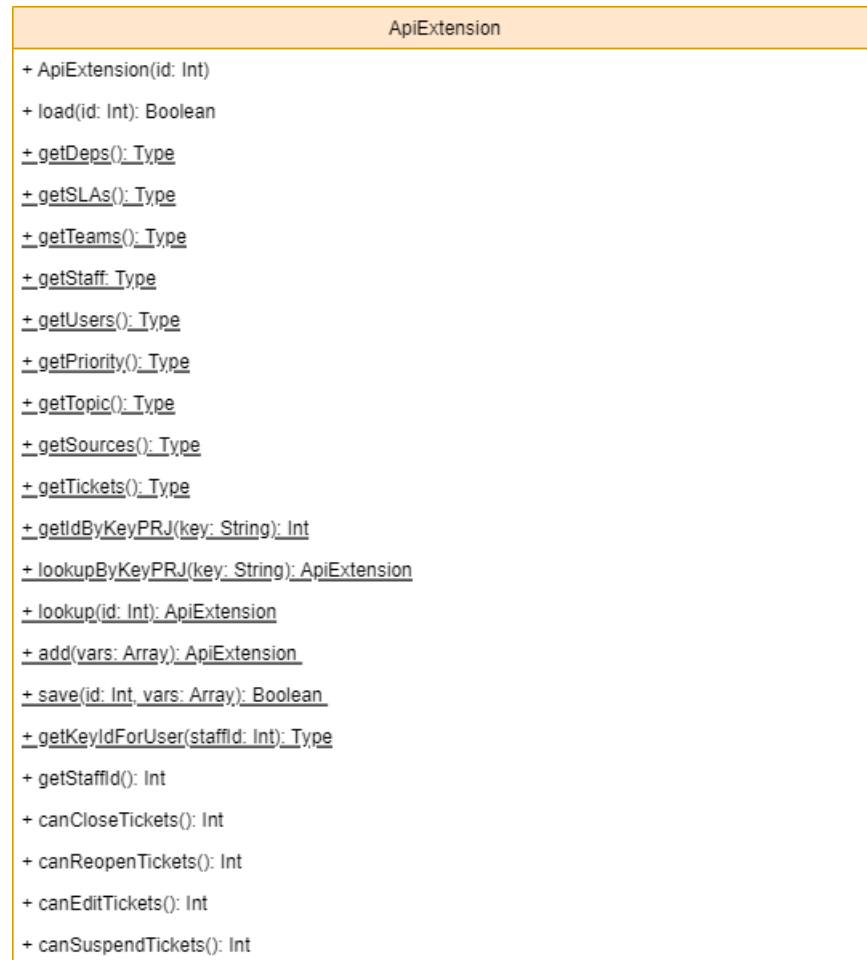 ApiExtension
+ ApiExtension(id: Int)
+ load(id: Int): Boolean
+ getDeps(): Type
+ getSLAs(): Type
+ getTeams(): Type
+ getStaff: Type
+ getUsers(): Type
+ getPriority(): Type
+ getTopic(): Type
+ getSources(): Type
+ getTickets(): Type
+ getIdByKeyPRJ(key: String): Int
+ lookupByKeyPRJ(key: String): ApiExtension
+ lookup(id: Int): ApiExtension
+ add(vars: Array): ApiExtension
+ save(id: Int, vars: Array): Boolean
+ getKeyIdForUser(staffId: Int): Type
+ getStaffId(): Int
+ canCloseTickets(): Int
+ canReopenTickets(): Int
+ canEditTickets(): Int
+ canSuspendTickets(): Int